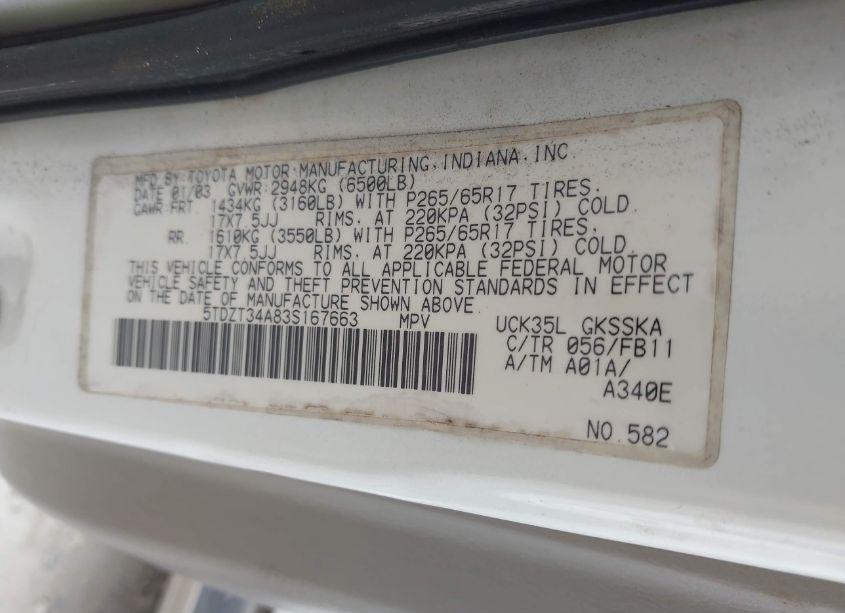 MFD BY TOYOTA MOTOR MANUFACTURING, INDIANA, INC.
DATE 01/03 GVWR:2948KG (6500LB)
GAWR:FRT. 1434KG (3160LB) WITH P265/65R17 TIRES,
17X7.5JJ RIMS, AT 220KPA (32PSI) COLD.
RR. 1610KG (3550LB) WITH P265/65R17 TIRES,
17X7.5JJ RIMS, AT 220KPA (32PSI) COLD.
THIS VEHICLE CONFORMS TO ALL APPLICABLE FEDERAL MOTOR
VEHICLE SAFETY AND THEFT PREVENTION STANDARDS IN EFFECT
ON THE DATE OF MANUFACTURE SHOWN ABOVE.
5TDZT34A83S167663 MPV
UCK35L GKSSKA
C/TR 056/FB11
A/TM A01A/
A340E
NO.582